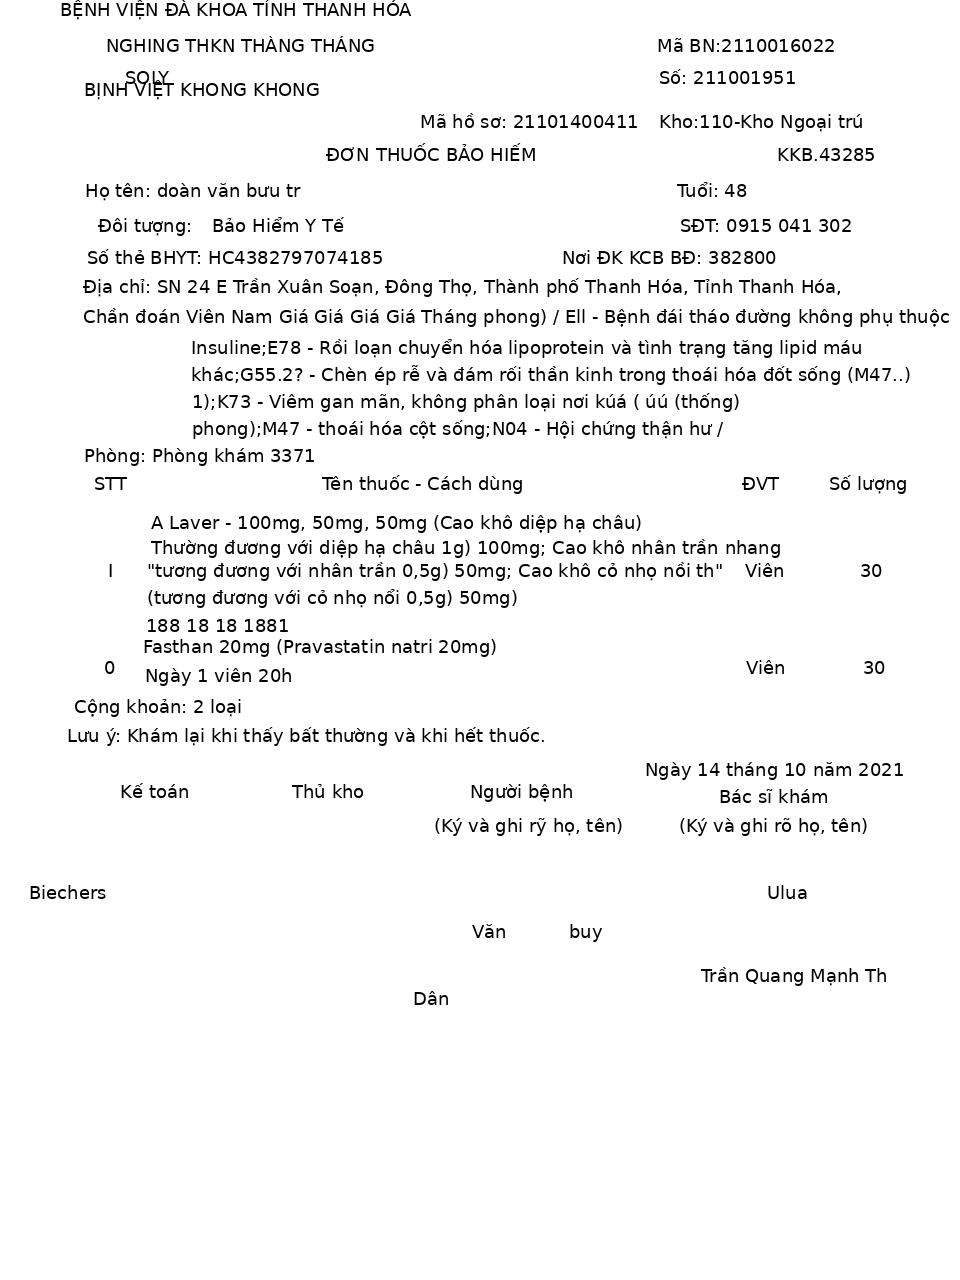 BỆNH VIỆN ĐÀ KHOA TỈNH THANH HÓA
NGHING THKN THÀNG THÁNG Mã BN:2110016022
SOLY Số: 211001951
BỊNH VIỆT KHONG KHONG
Mã hồ sơ: 21101400411 Kho:110-Kho Ngoại trú
ĐƠN THUỐC BẢO HIẾM KKB.43285
Họ tên: doàn văn bưu tr Tuổi: 48
Đôi tượng: Bảo Hiểm Y Tế SĐT: 0915 041 302
Số thẻ BHYT: HC4382797074185 Nơi ĐK KCB BĐ: 382800
Địa chỉ: SN 24 E Trần Xuân Soạn, Đông Thọ, Thành phố Thanh Hóa, Tỉnh Thanh Hóa,
Chẩn đoán Viên Nam Giá Giá Giá Giá Tháng phong) / Ell - Bệnh đái tháo đường không phụ thuộc
Insuline;E78 - Rồi loạn chuyển hóa lipoprotein và tình trạng tăng lipid máu
khác;G55.2? - Chèn ép rễ và đám rối thần kinh trong thoái hóa đốt sống (M47..)
1);K73 - Viêm gan mãn, không phân loại nơi kúá ( úú (thống)
phong);M47 - thoái hóa cột sống;N04 - Hội chứng thận hư /
Phòng: Phòng khám 3371
STT Tên thuốc - Cách dùng ĐVT Số lượng
A Laver - 100mg, 50mg, 50mg (Cao khô diệp hạ châu)
Thường đương với diệp hạ châu 1g) 100mg; Cao khô nhân trần nhang
I "tương đương với nhân trần 0,5g) 50mg; Cao khô cỏ nhọ nồi th" Viên 30
(tương đương với cỏ nhọ nổi 0,5g) 50mg)
188 18 18 1881
Fasthan 20mg (Pravastatin natri 20mg)
0 Viên 30
Ngày 1 viên 20h
Cộng khoản: 2 loại
Lưu ý: Khám lại khi thấy bất thường và khi hết thuốc.
Ngày 14 tháng 10 năm 2021
Kế toán Thủ kho Người bệnh Bác sĩ khám
(Ký và ghi rỹ họ, tên) (Ký và ghi rõ họ, tên)
Biechers Ulua
Văn buy
Trần Quang Mạnh Th
Dân